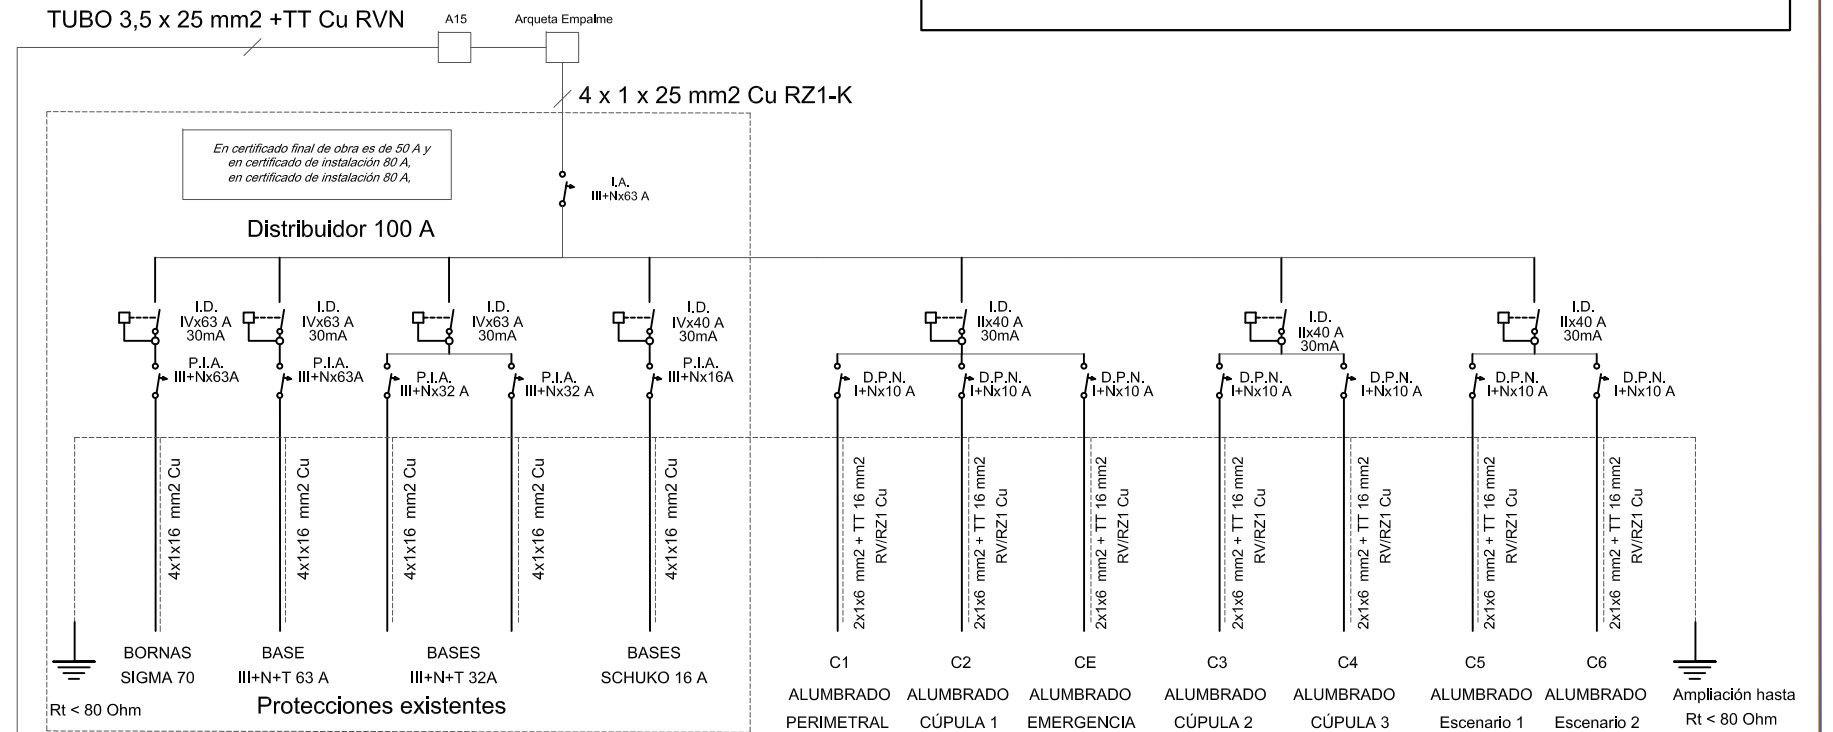 TUBO 3,5 x 25 mm2 +TT Cu RVN
A15
Arqueta Empalme
4 x 1 x 25 mm2 Cu RZ1-K
En certificado final de obra es de 50 A y
en certificado de instalación 80 A,
en certificado de instalación 80 A,
I.A.
III+Nx63 A
Distribuidor 100 A
I.D.
IVx63 A
30mA
I.D.
IVx63 A
30mA
I.D.
IVx63 A
30mA
I.D.
IVx40 A
30mA
I.D.
IIx40 A
30mA
I.D.
IIx40 A
30mA
I.D.
IIx40 A
30mA
P.I.A.
III+Nx63A
P.I.A.
III+Nx63A
P.I.A.
III+Nx32 A
P.I.A.
III+Nx32 A
P.I.A.
III+Nx16A
D.P.N.
I+Nx10 A
D.P.N.
I+Nx10 A
D.P.N.
I+Nx10 A
D.P.N.
I+Nx10 A
D.P.N.
I+Nx10 A
D.P.N.
I+Nx10 A
D.P.N.
I+Nx10 A
4x1x16 mm2 Cu
4x1x16 mm2 Cu
4x1x16 mm2 Cu
4x1x16 mm2 Cu
4x1x16 mm2 Cu
2x1x6 mm2 + TT 16 mm2
RV/RZ1 Cu
2x1x6 mm2 + TT 16 mm2
RV/RZ1 Cu
2x1x6 mm2 + TT 16 mm2
RV/RZ1 Cu
2x1x6 mm2 + TT 16 mm2
RV/RZ1 Cu
2x1x6 mm2 + TT 16 mm2
RV/RZ1 Cu
2x1x6 mm2 + TT 16 mm2
RV/RZ1 Cu
2x1x6 mm2 + TT 16 mm2
RV/RZ1 Cu
BORNAS
SIGMA 70
BASE
III+N+T 63 A
BASES
III+N+T 32A
BASES
SCHUKO 16 A
Rt < 80 Ohm
Protecciones existentes
C1
ALUMBRADO
PERIMETRAL
C2
ALUMBRADO
CÚPULA 1
CE
ALUMBRADO
EMERGENCIA
C3
ALUMBRADO
CÚPULA 2
C4
ALUMBRADO
CÚPULA 3
C5
ALUMBRADO
Escenario 1
C6
ALUMBRADO
Escenario 2
Ampliación hasta
Rt < 80 Ohm